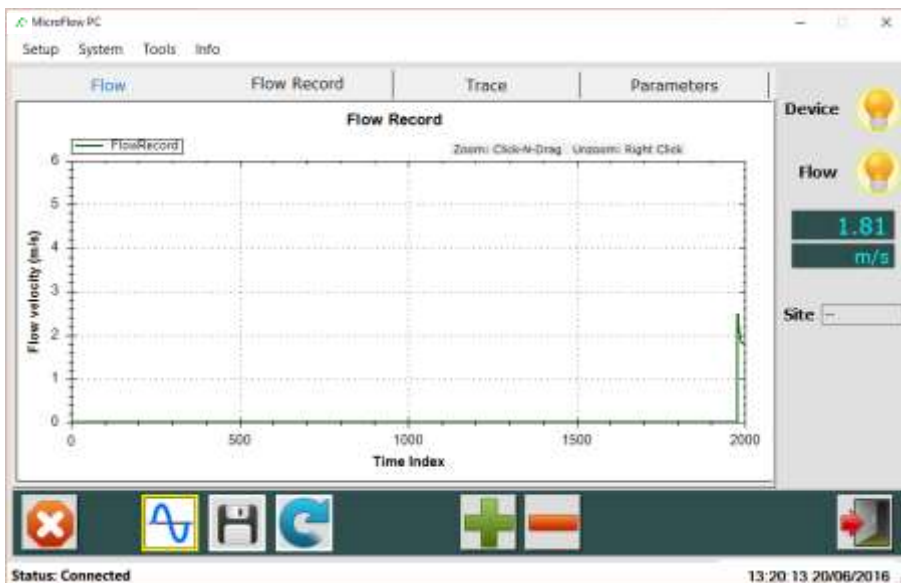 MicroFlow PC
Setup System Tools Info
Flow Flow Record Trace Parameters
Flow Record
FlowRecord
Zoom: Click-N-Drag Unzoom: Right Click
6
5
4
3
2
1
0
Flow velocity (m/s)
0 500 1000 1500 2000
Time Index
Device
Flow
1.81
m/s
Site --
Status: Connected
13:20:13 20/06/2016